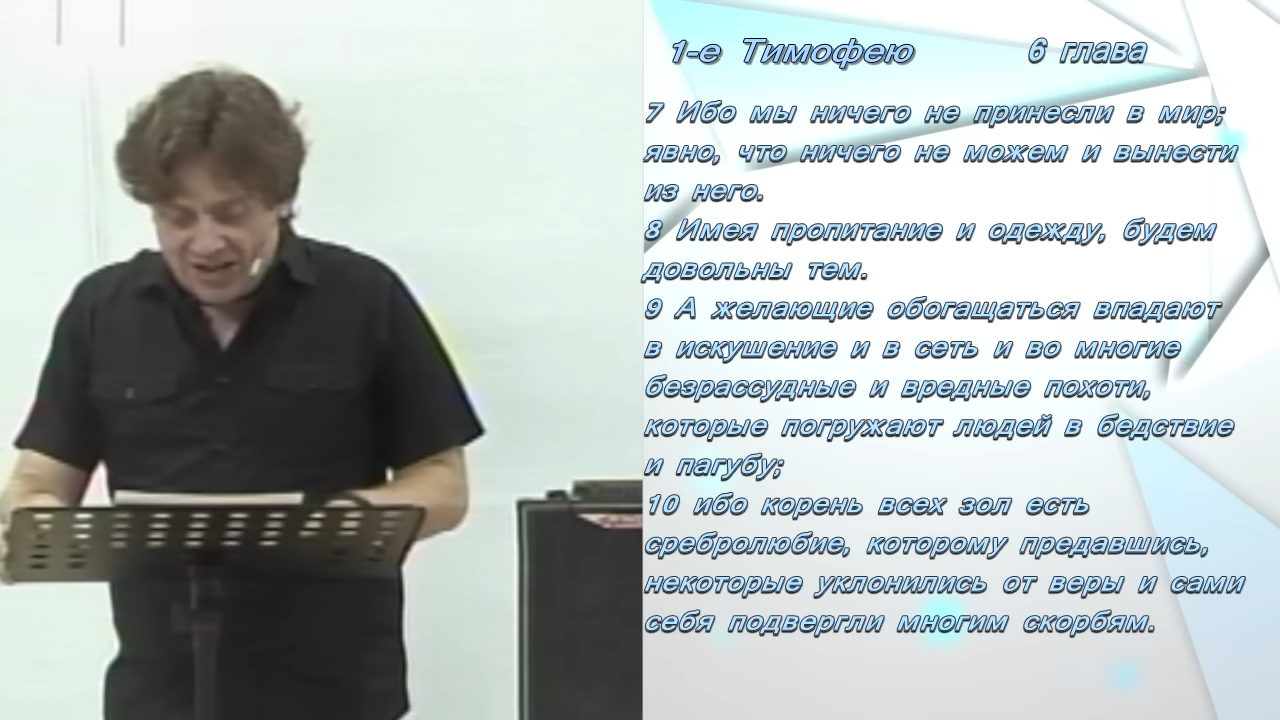 1-е Тимофею 6 глава
7 Ибо мы ничего не принесли в мир;
явно, что ничего не можем и вынести
из него.
8 Имея пропитание и одежду, будем
довольны тем.
9 А желающие обогащаться впадают
в искушение и в сеть и во многие
безрассудные и вредные похоти,
которые погружают людей в бедствие
и пагубу;
10 ибо корень всех зол есть
сребролюбие, которому предавшись,
некоторые уклонились от веры и сами
себя подвергли многим скорбям.